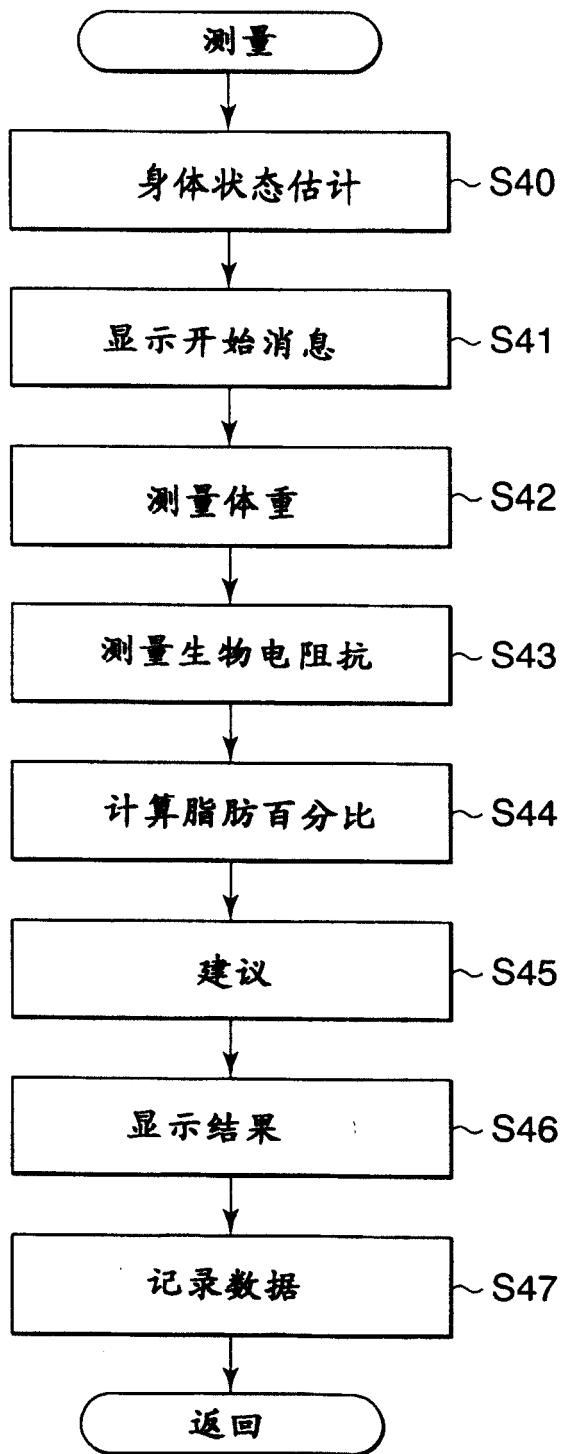 测量
身体状态估计
S40
显示开始消息
S41
测量体重
S42
测量生物电阻抗
S43
计算脂肪百分比
S44
建议
S45
显示结果
S46
记录数据
S47
返回